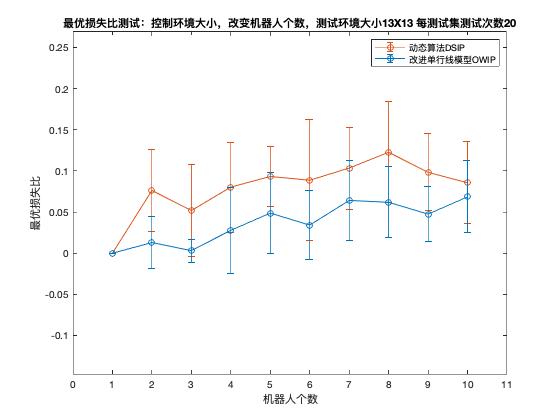 最优损失比测试：控制环境大小，改变机器人个数，测试环境大小13X13 每测试集测试次数20
动态算法DSIP
改进单行线模型OWIP
最优损失比
0.25
0.2
0.15
0.1
0.05
0
-0.05
-0.1
0 1 2 3 4 5 6 7 8 9 10 11
机器人个数